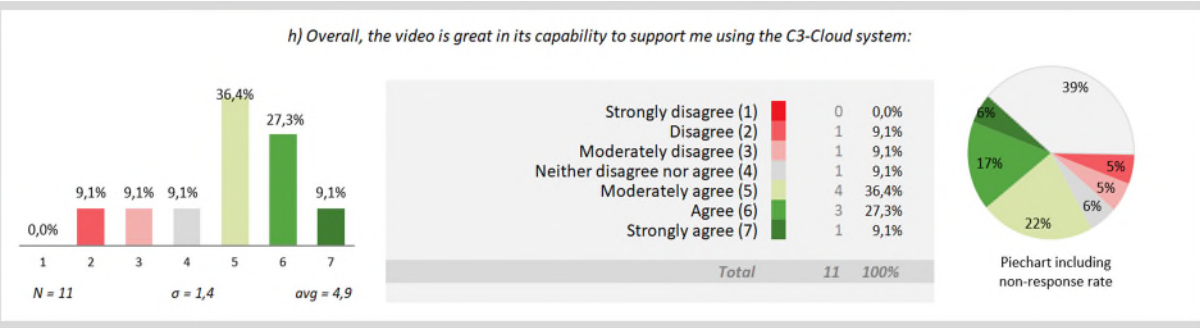 h) Overall, the video is great in its capability to support me using the C3-Cloud system:
36,4%
27,3%
9,1% 9,1% 9,1% 9,1%
0,0%
1 2 3 4 5 6 7
N = 11 σ = 1,4 avg = 4,9
Strongly disagree (1) 0 0,0%
Disagree (2) 1 9,1%
Moderately disagree (3) 1 9,1%
Neither disagree nor agree (4) 1 9,1%
Moderately agree (5) 4 36,4%
Agree (6) 3 27,3%
Strongly agree (7) 1 9,1%
Total 11 100%
39%
6%
17%
5%
5%
6%
22%
Piechart including
non-response rate